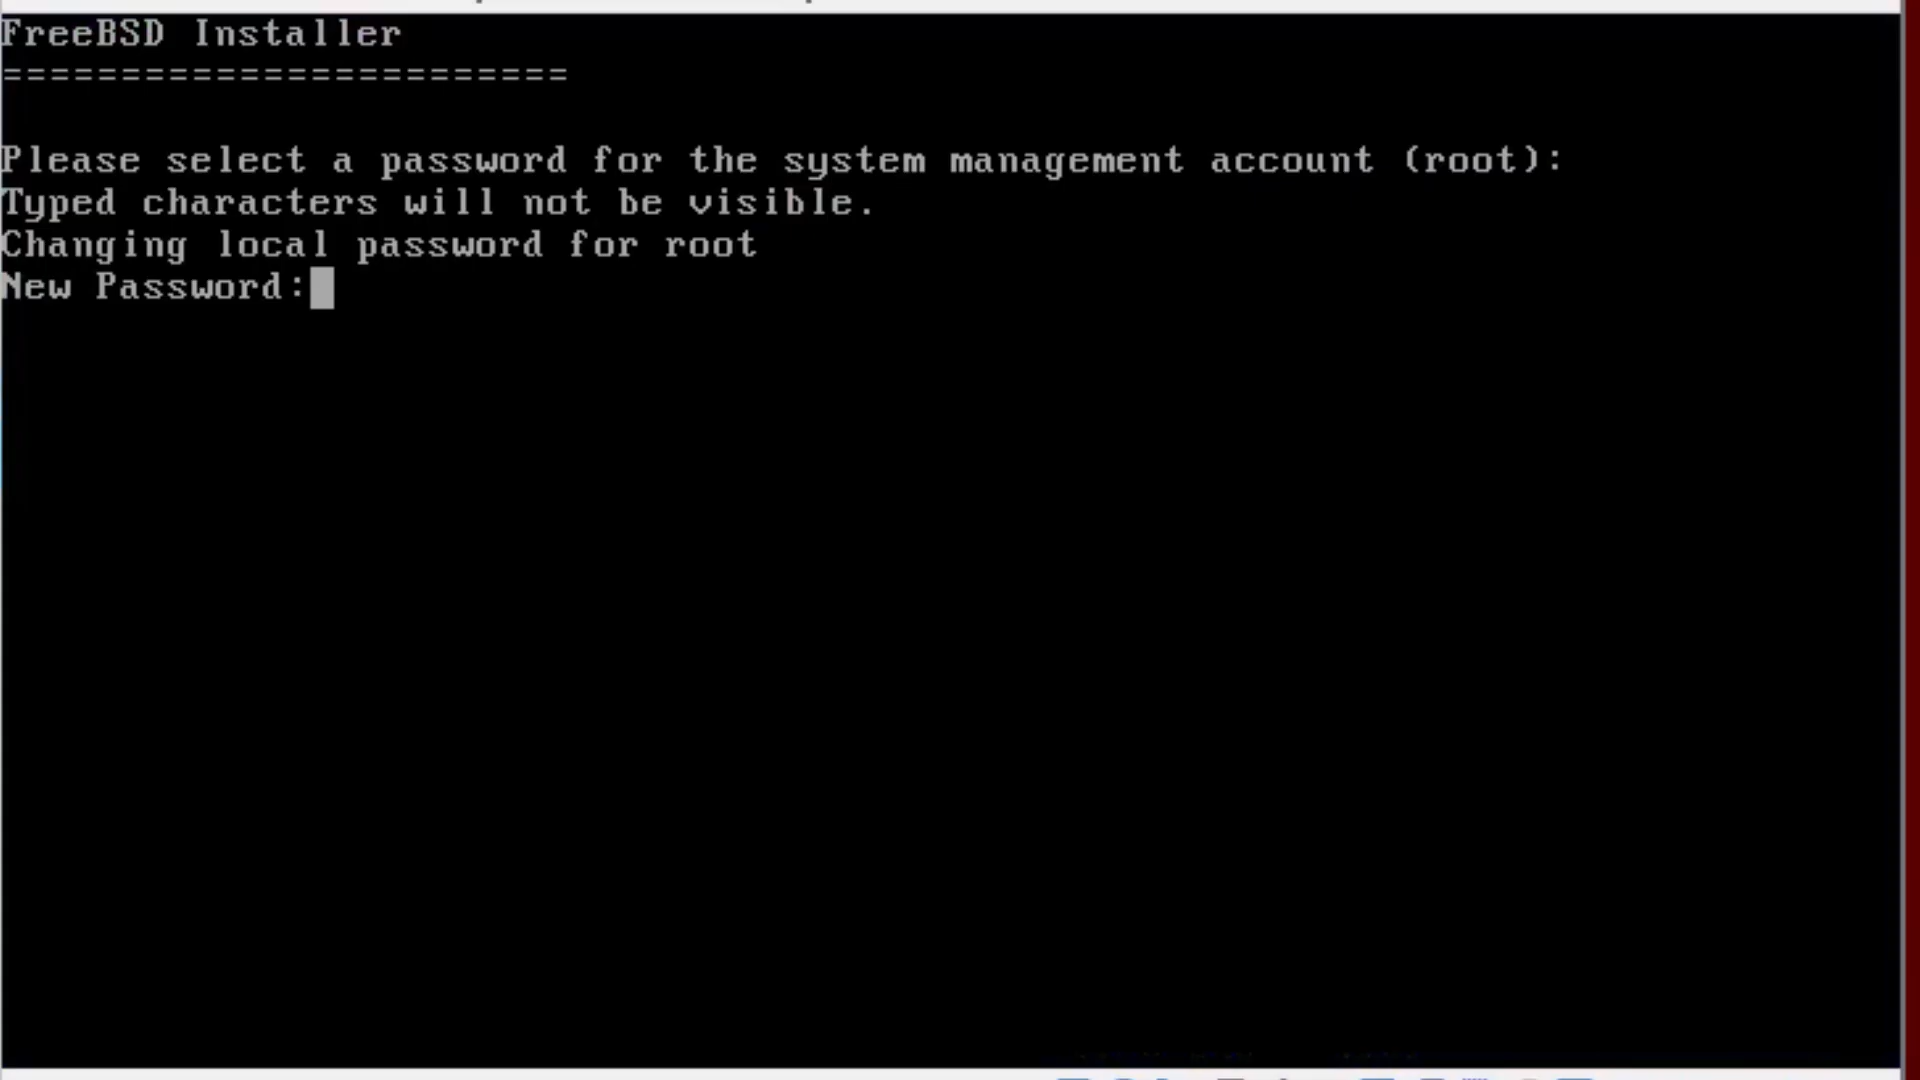 FreeBSD Installer
========================
Please select a password for the system management account (root):
Typed characters will not be visible.
Changing local password for root
New Password: